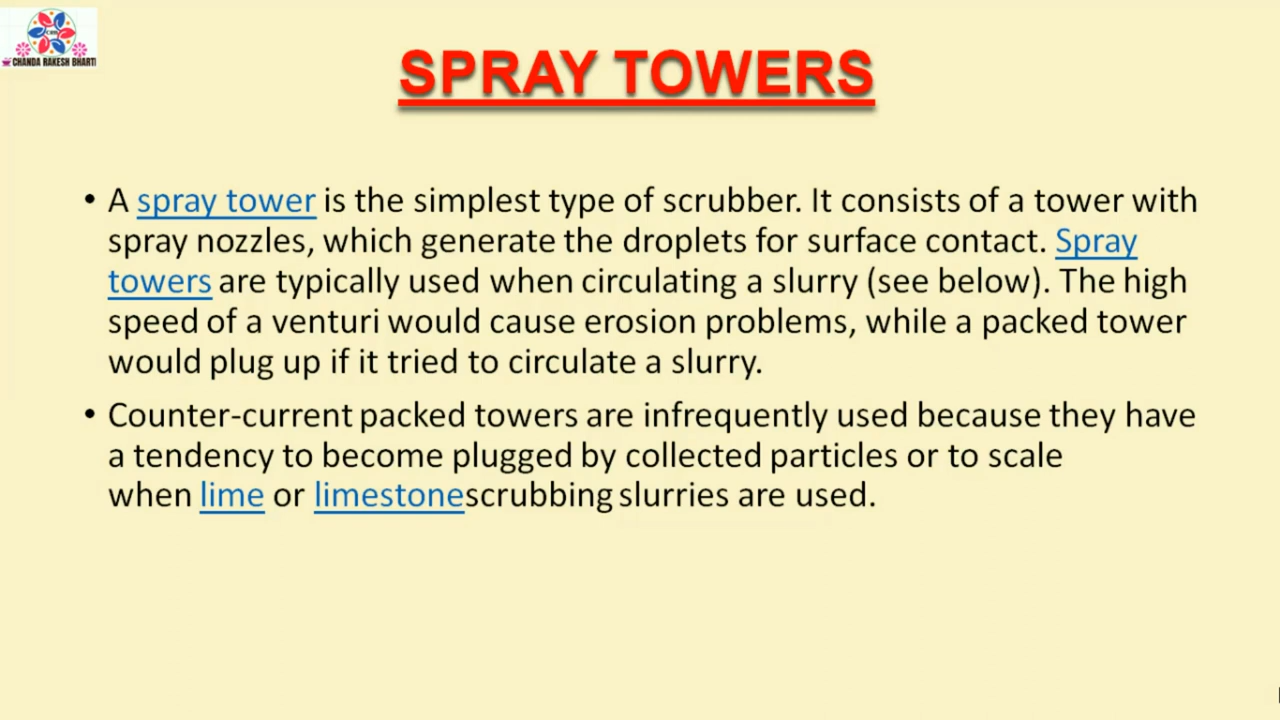 CHANDA RAKESH BHARTI
SPRAY TOWERS
• A spray tower is the simplest type of scrubber. It consists of a tower with
spray nozzles, which generate the droplets for surface contact. Spray
towers are typically used when circulating a slurry (see below). The high
speed of a venturi would cause erosion problems, while a packed tower
would plug up if it tried to circulate a slurry.
• Counter-current packed towers are infrequently used because they have
a tendency to become plugged by collected particles or to scale
when lime or limestonescrubbing slurries are used.